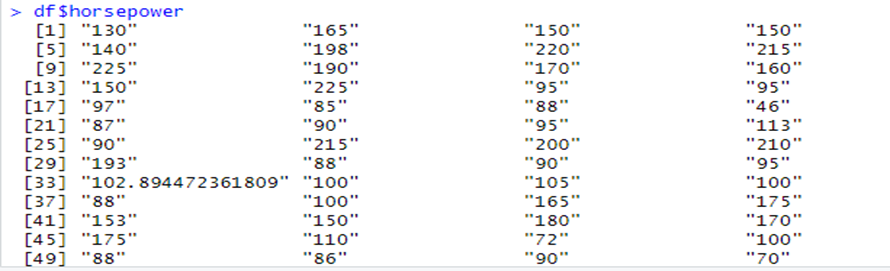 > df$horsepower
[1] "130" "165" "150" "150"
[5] "140" "198" "220" "215"
[9] "225" "190" "170" "160"
[13] "150" "225" "95" "95"
[17] "97" "85" "88" "46"
[21] "87" "90" "95" "113"
[25] "90" "215" "200" "210"
[29] "193" "88" "90" "95"
[33] "102.894472361809" "100" "105" "100"
[37] "88" "100" "165" "175"
[41] "153" "150" "180" "170"
[45] "175" "110" "72" "100"
[49] "88" "86" "90" "70"